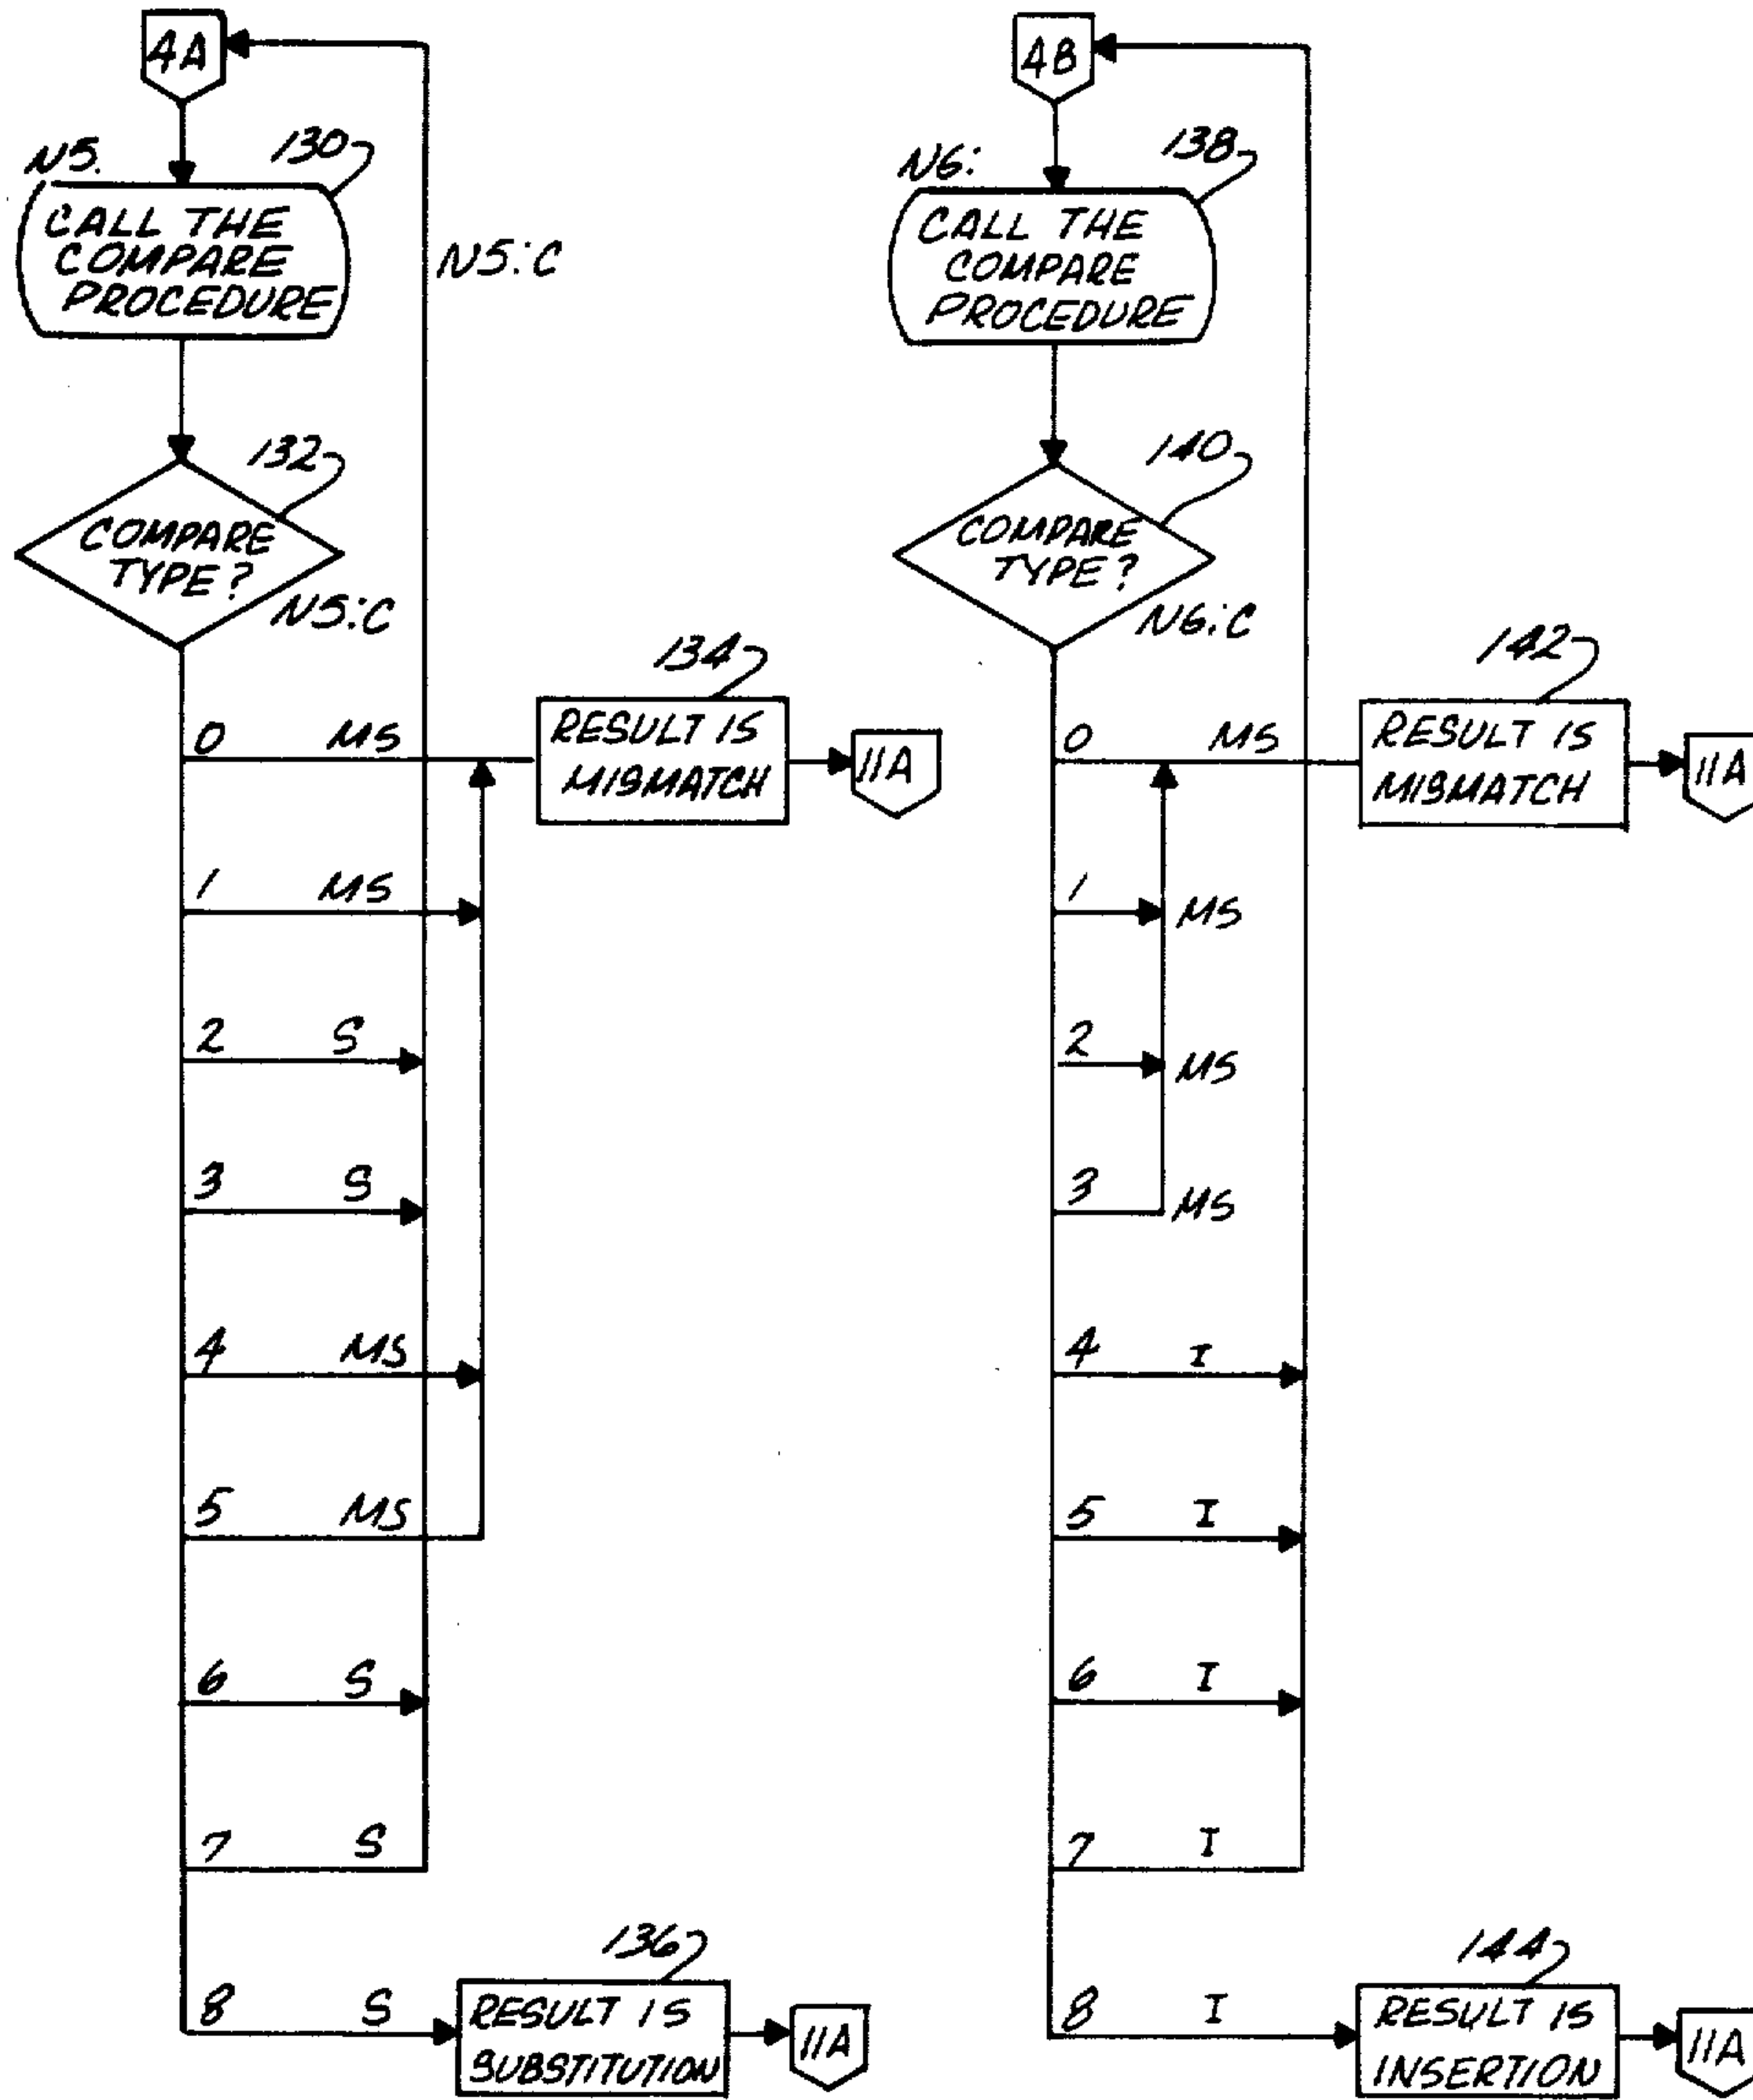 4A
N5.
130
CALL THE
COMPARE
PROCEDURE
N5:C
132
COMPARE
TYPE?
N5:C
134
0 MS
RESULT IS
MISMATCH
11A
1 MS
2 S
3 S
4 MS
5 MS
6 S
7 S
136
8 S
RESULT IS
SUBSTITUTION
11A
4B
N6:
138
CALL THE
COMPARE
PROCEDURE
140
COMPARE
TYPE?
N6:C
142
0 MS
RESULT IS
MISMATCH
11A
1 MS
2 MS
3 MS
4 I
5 I
6 I
7 I
144
8 I
RESULT IS
INSERTION
11A